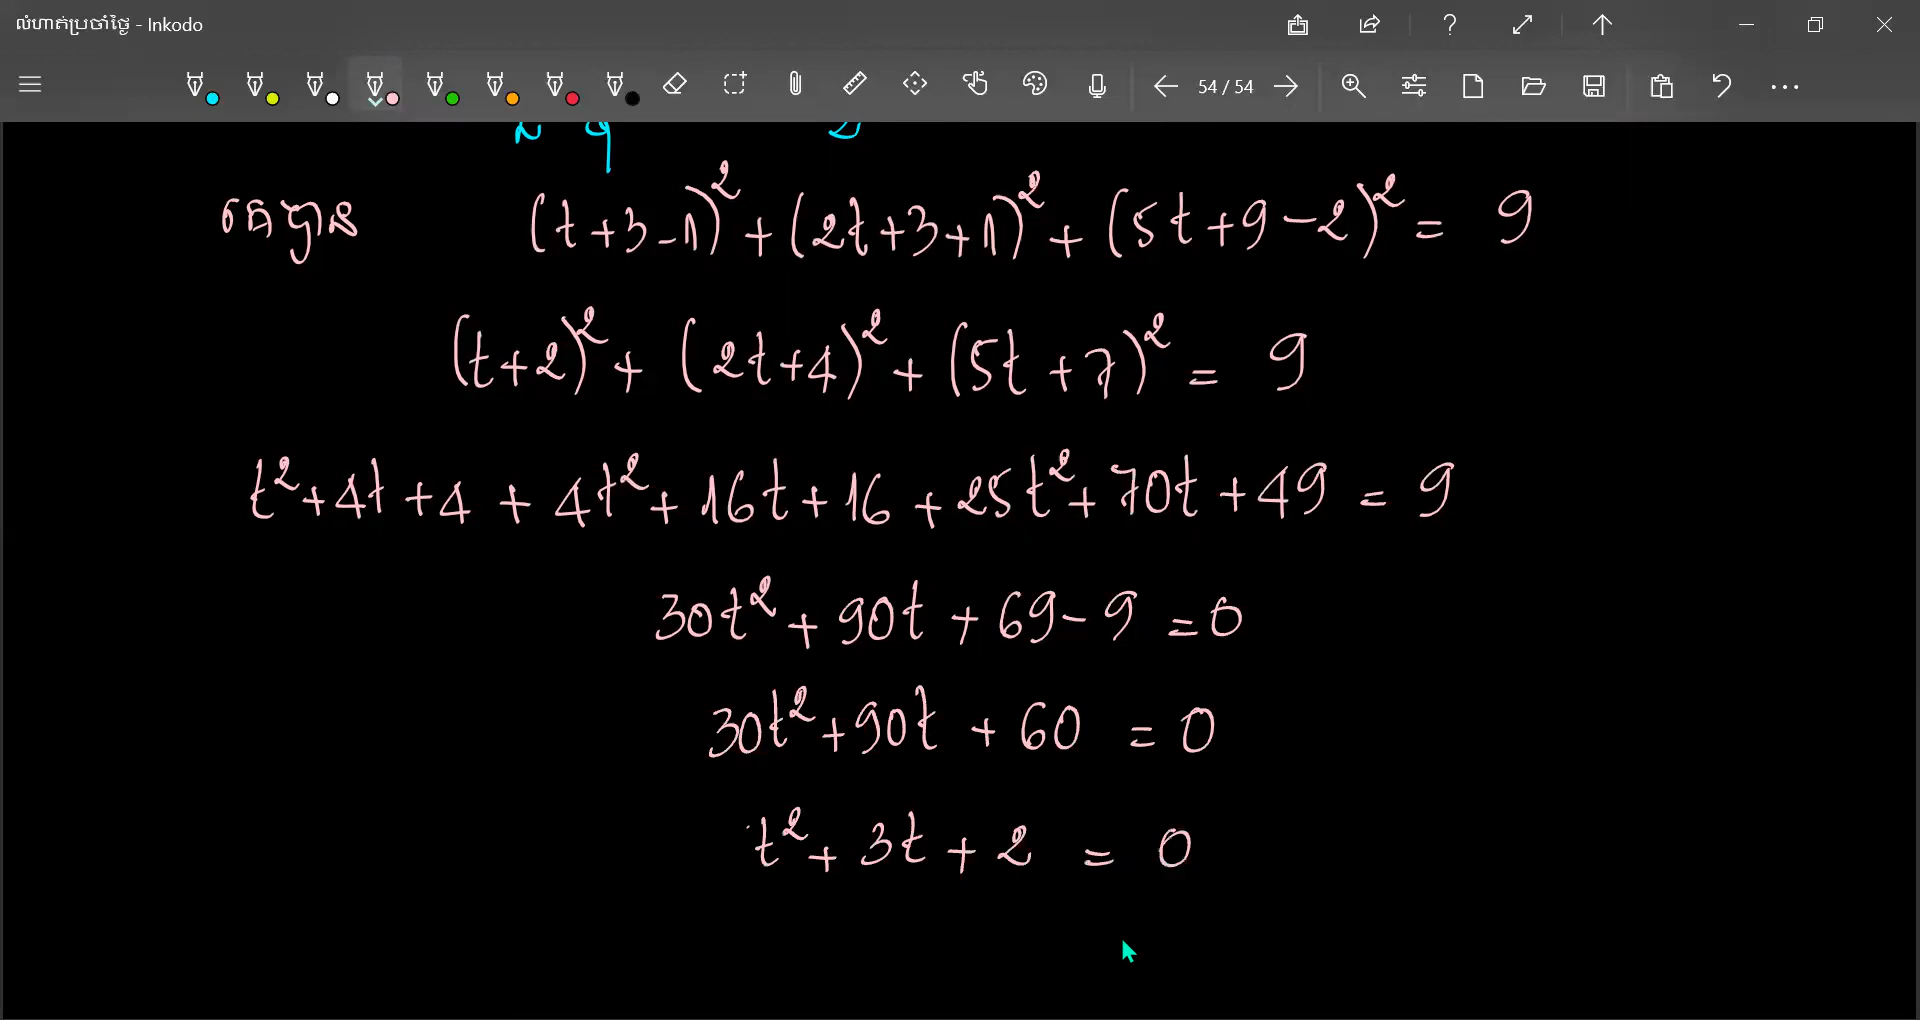 លំហាត់ប្រចាំថ្ងៃ - Inkodo
54 / 54
គេបាន (t+3-1)² + (2t+3+1)² + (5t+9-2)² = 9
(t+2)² + (2t+4)² + (5t+7)² = 9
t²+4t+4 + 4t²+16t+16+25t²+70t+49 = 9
30t²+90t+69-9=0
30t²+90t+60 = 0
t²+3t+2 = 0